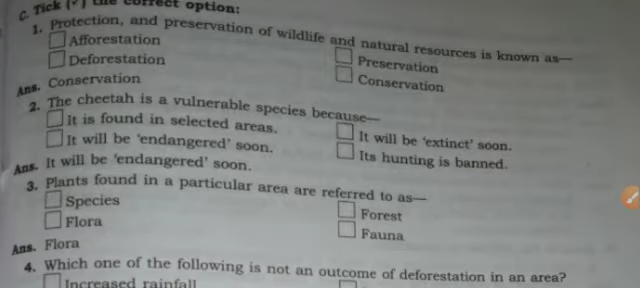 C. Tick (✓) the correct option:
1. Protection, and preservation of wildlife and natural resources is known as—
Afforestation
Preservation
Deforestation
Conservation
Ans. Conservation
2. The cheetah is a vulnerable species because—
It is found in selected areas.
It will be 'extinct' soon.
It will be 'endangered' soon.
Its hunting is banned.
Ans. It will be 'endangered' soon.
3. Plants found in a particular area are referred to as—
Species
Forest
Flora
Fauna
Ans. Flora
4. Which one of the following is not an outcome of deforestation in an area?
Increased rainfall